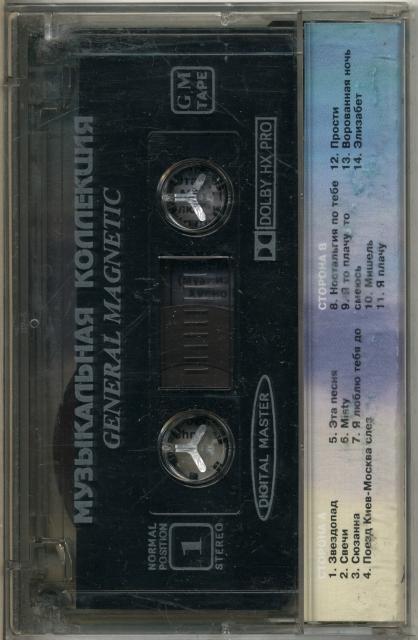 МУЗЫКАЛЬНАЯ КОЛЛЕКЦИЯ
GENERAL MAGNETIC
NORMAL
POSITION
1
STEREO
G.M
TAPE
DIGITAL MASTER
DOLBY HX PRO
СТОРОНА
1. Звездопад
2. Свечи
3. Сюзанна
4. Поезд Киев-Москва
5. Эта песня
6. Misty
7. Я люблю тебя до
слез
СТОРОНА В
8. Ностальгия по тебе
9. Я то плачу то
смеюсь
10. Мишель
11. Я плачу
12. Прости
13. Ворованная ночь
14. Элизабет